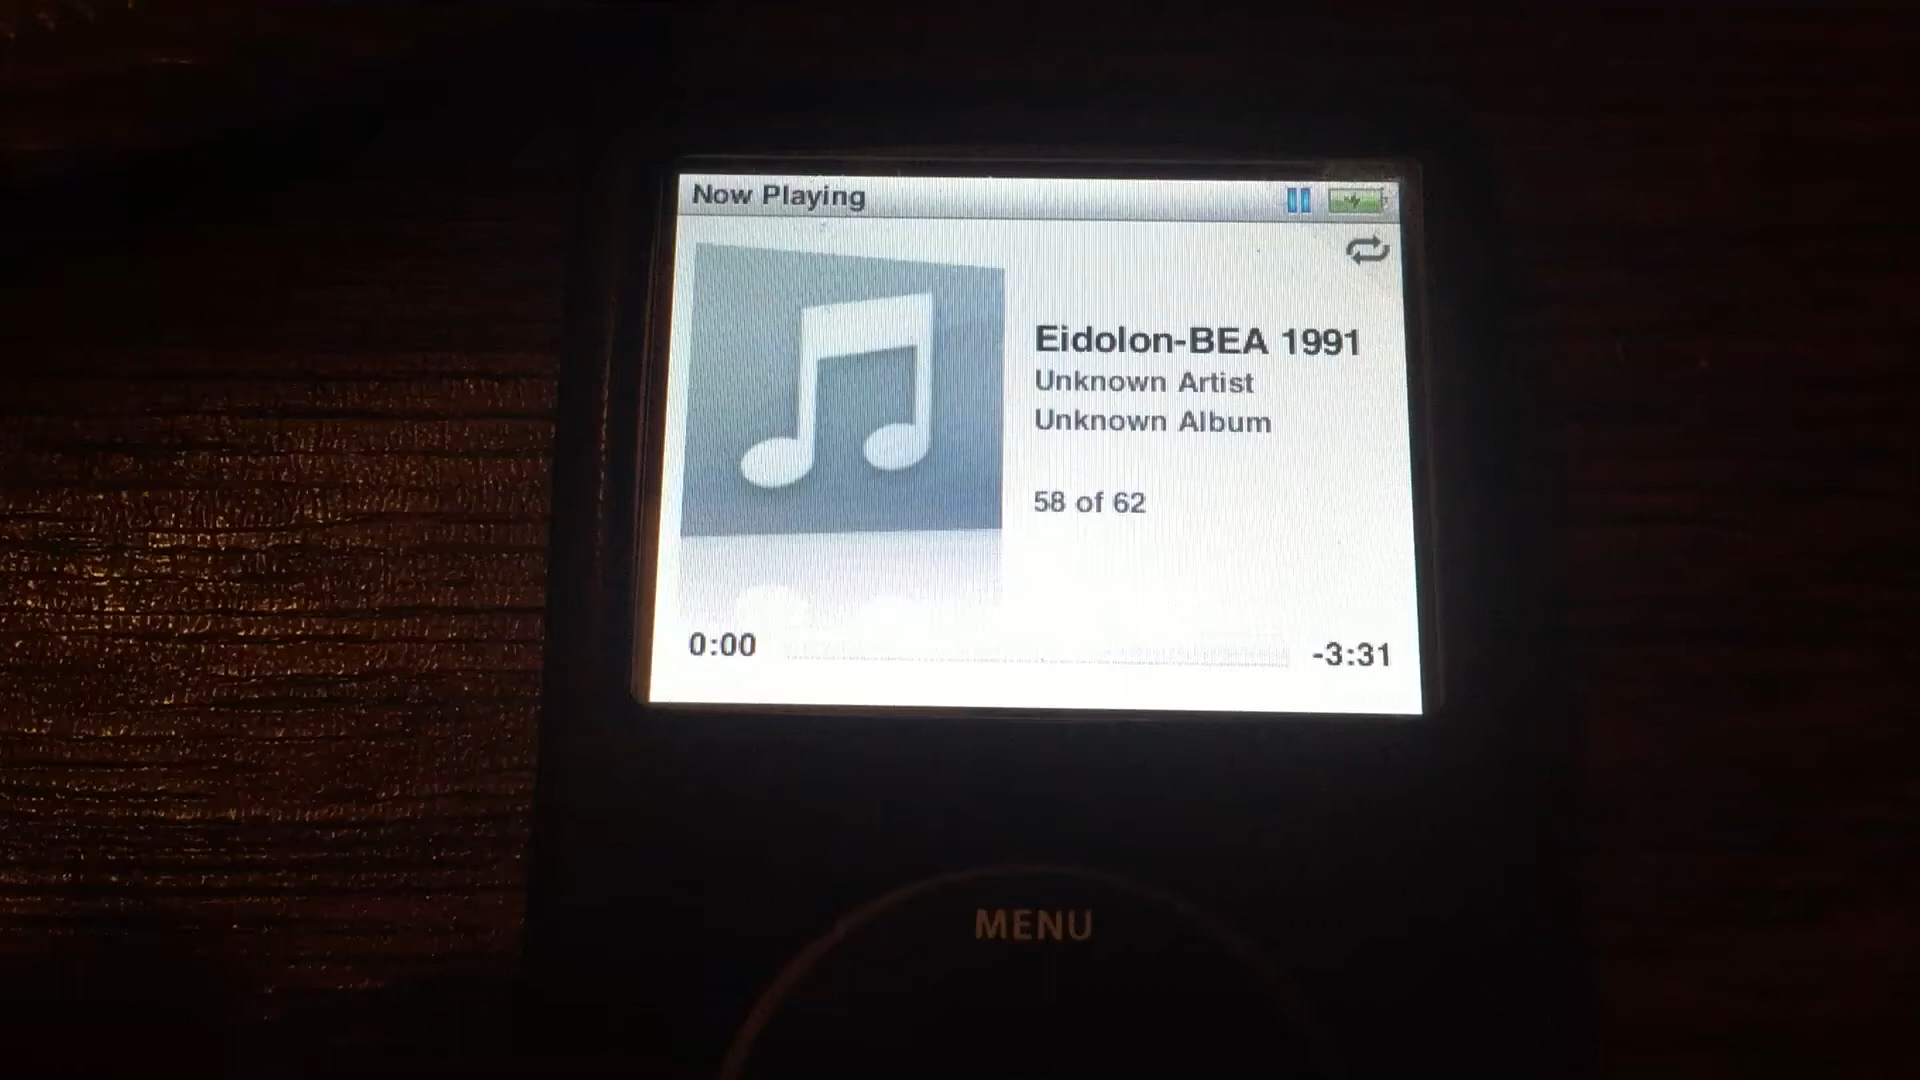 Now Playing
Eidolon-BEA 1991
Unknown Artist
Unknown Album
58 of 62
0:00
-3:31
MENU